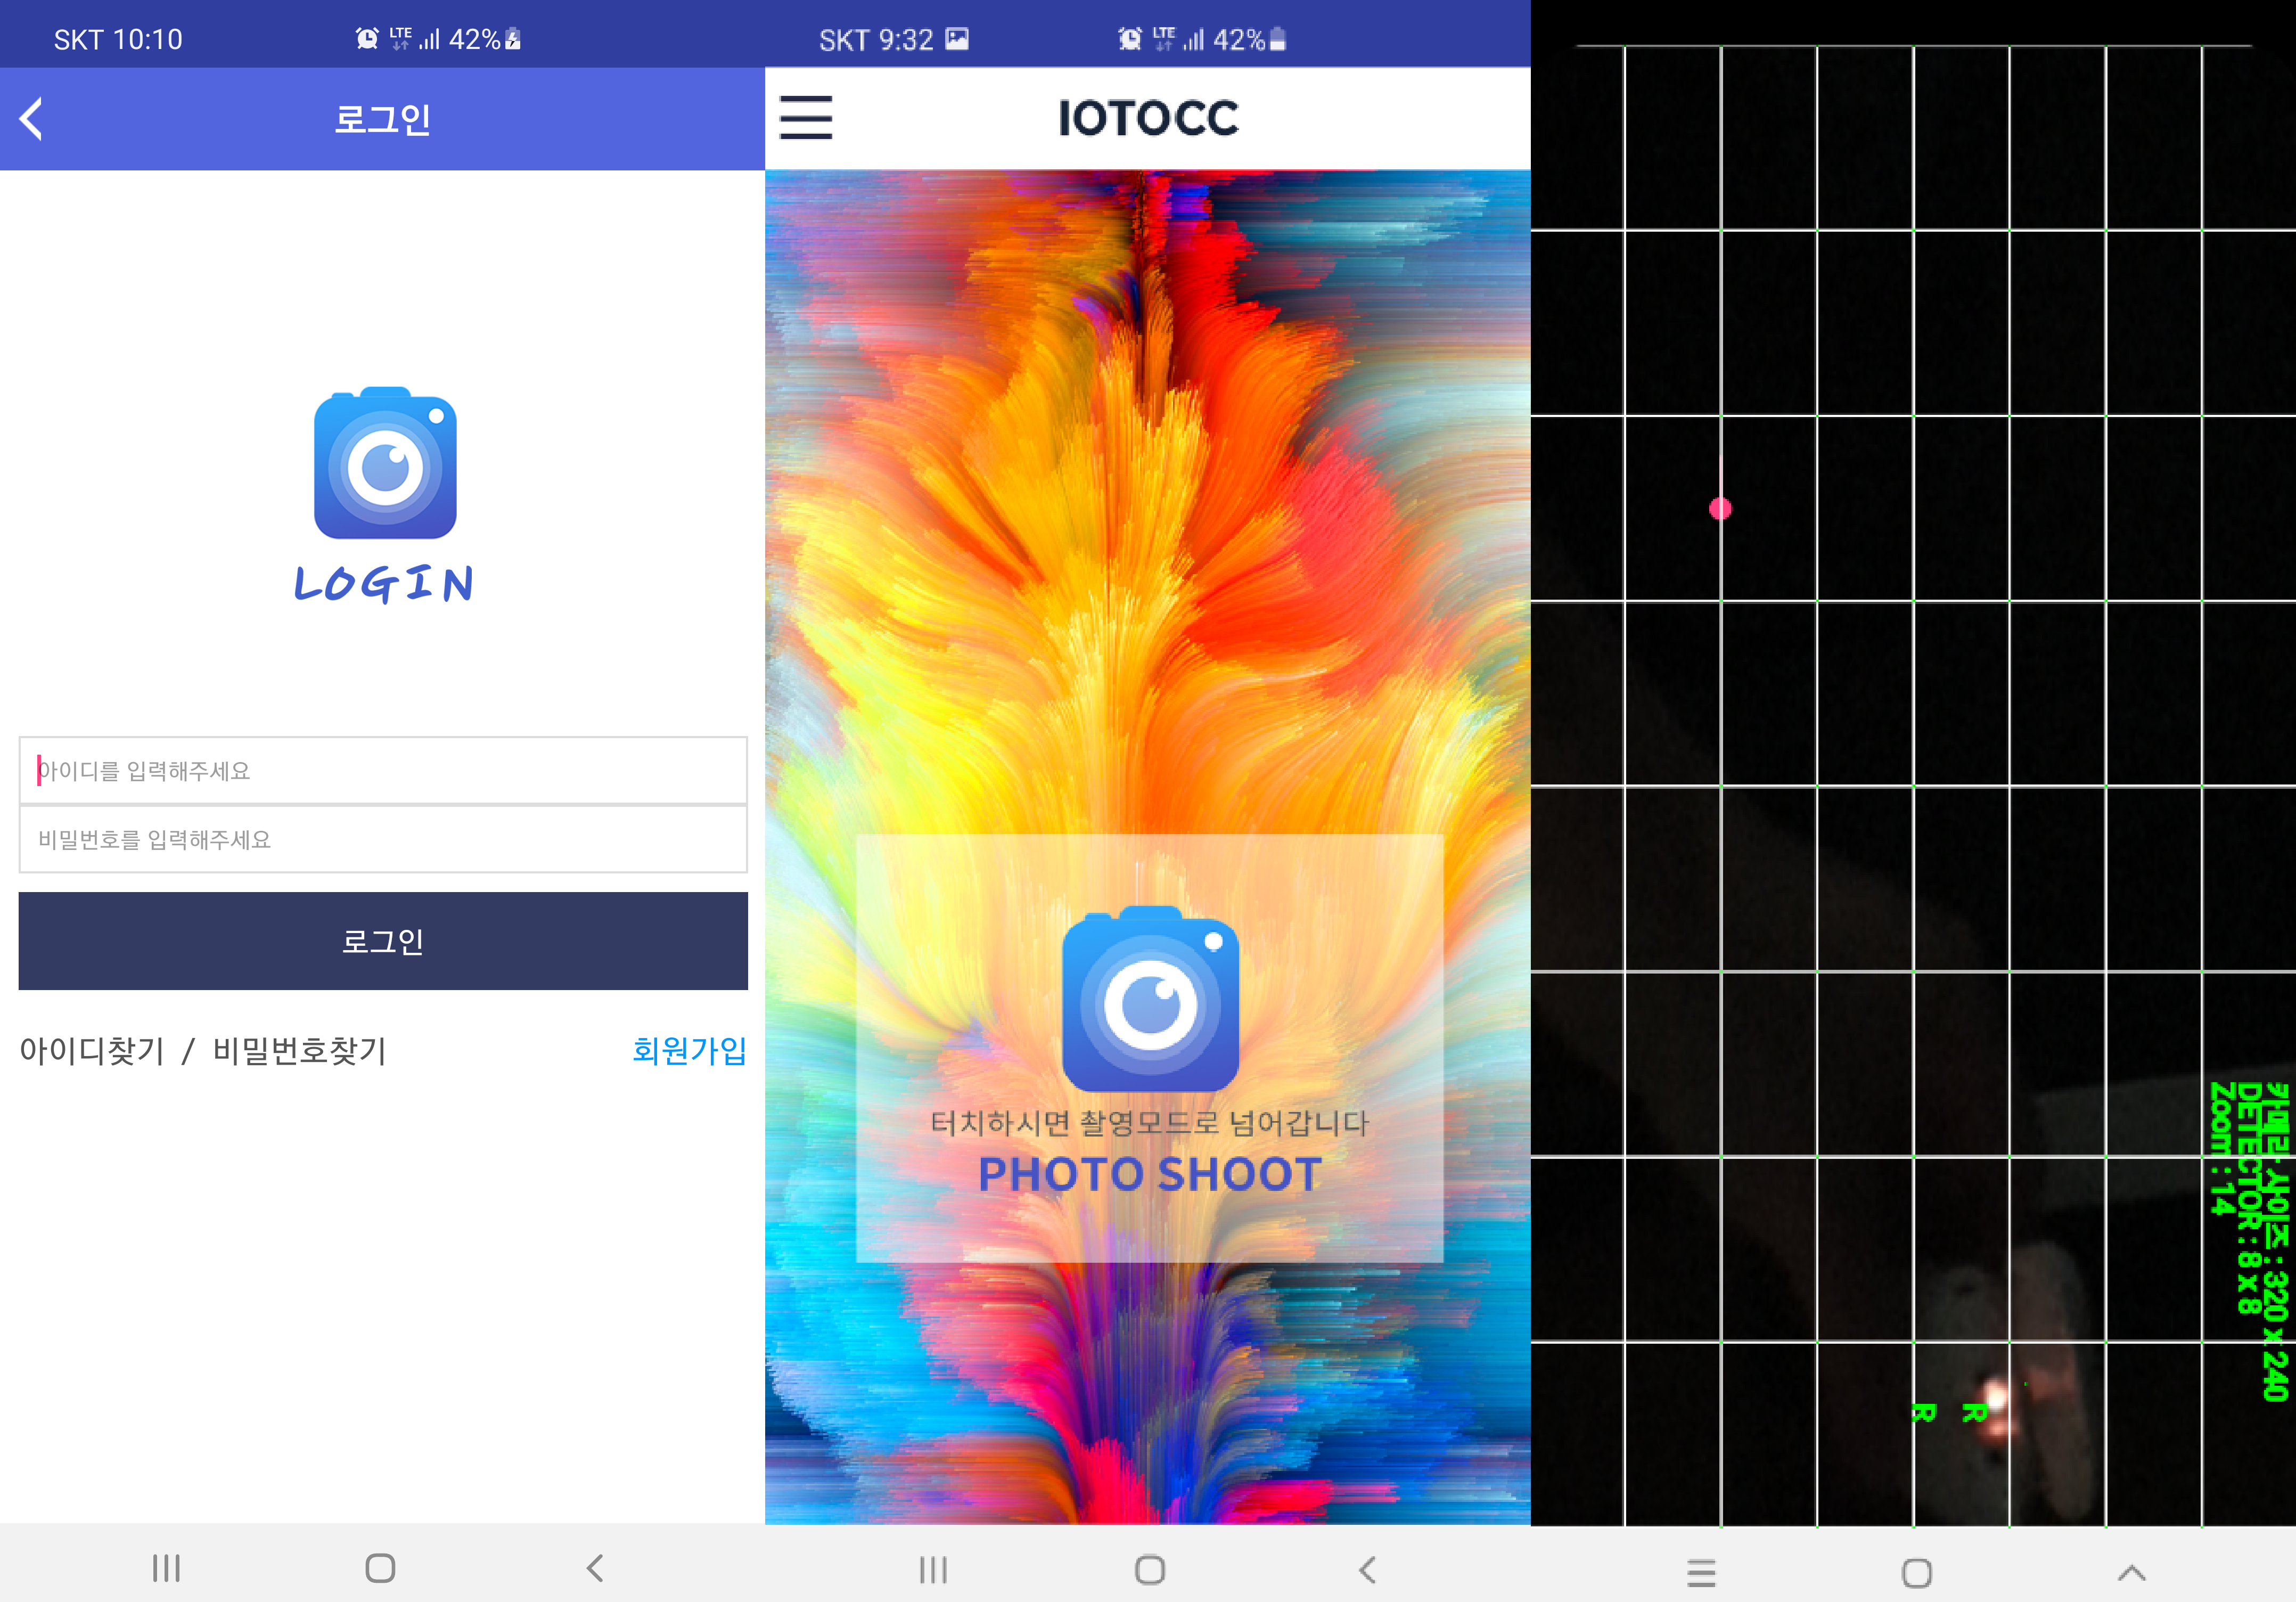 SKT 10:10
LTE
42%
로그인
LOGIN
아이디를 입력해주세요
비밀번호를 입력해주세요
로그인
아이디찾기 / 비밀번호찾기
회원가입
SKT 9:32
LTE
42%
IOTOCC
터치하시면 촬영모드로 넘어갑니다
PHOTO SHOOT
카메라 사이즈 : 320 x 240
DETECTOR : 8 x 8
Zoom : 14
R R